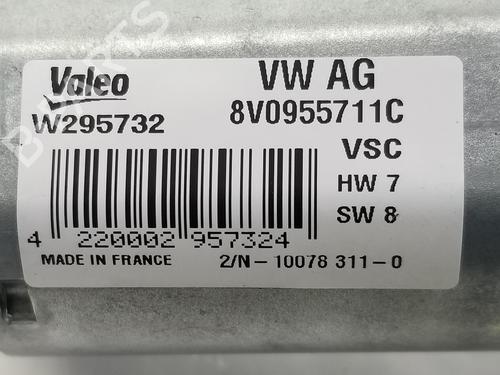 Valeo
VW AG
W295732
8V0955711C
VSC
HW 7
SW 8
4 220002 957324
MADE IN FRANCE
2/N-10078 311-0